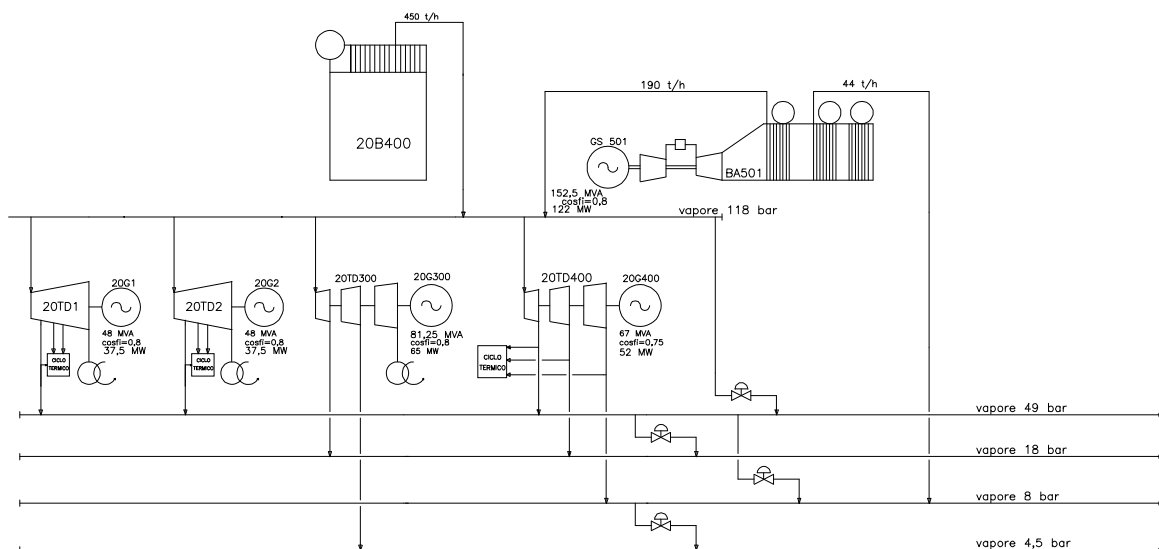 450 t/h
20B400
190 t/h
44 t/h
GS 501
BA501
152,5 MVA
cosfi=0,8
122 MW
vapore 118 bar
20TD1
20G1
48 MVA
cosfi=0,8
37,5 MW
CICLO
TERMICO
20TD2
20G2
48 MVA
cosfi=0,8
37,5 MW
CICLO
TERMICO
20TD300
20G300
81,25 MVA
cosfi=0,8
65 MW
20TD400
20G400
67 MVA
cosfi=0,75
52 MW
CICLO
TERMICO
vapore 49 bar
vapore 18 bar
vapore 8 bar
vapore 4,5 bar